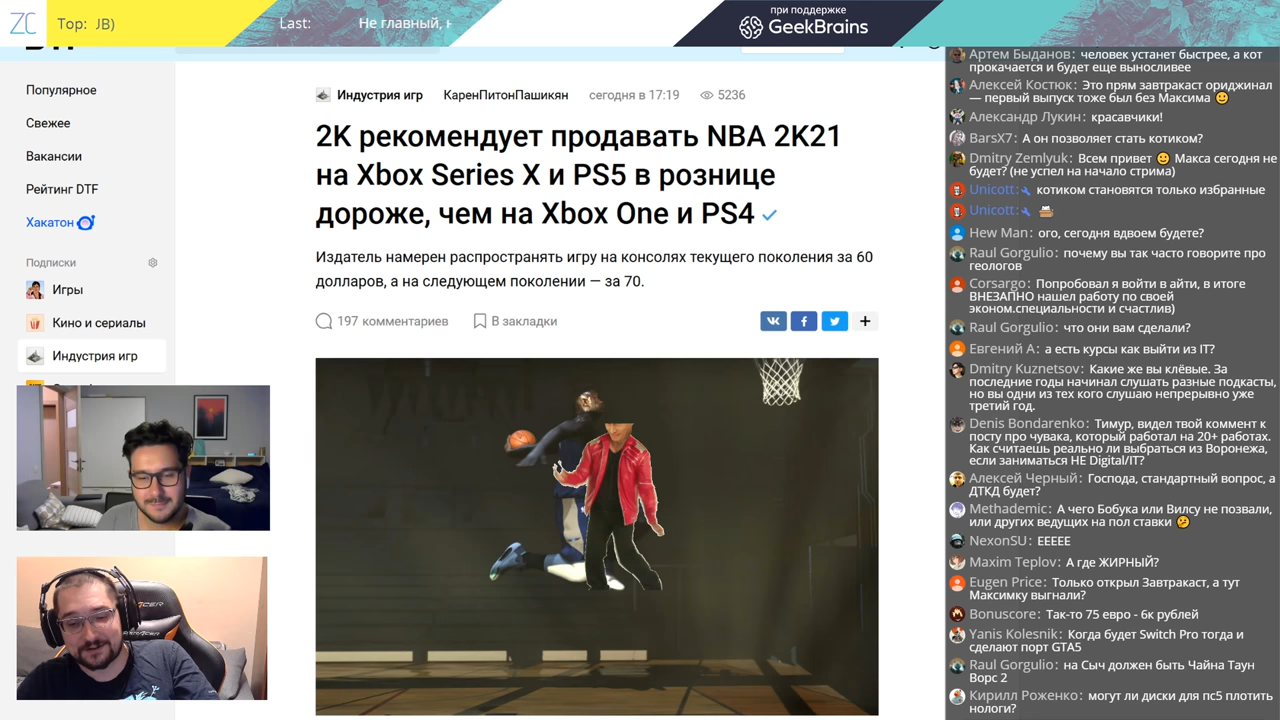 ZC
Top: JB)
Last:
Не главный, н
при поддержке
GeekBrains
Популярное
Свежее
Вакансии
Рейтинг DTF
Хакатон
Подписки
Игры
Кино и сериалы
Индустрия игр
Индустрия игр КаренПитонПашикян сегодня в 17:19 5236
2K рекомендует продавать NBA 2K21
на Xbox Series X и PS5 в рознице
дороже, чем на Xbox One и PS4
Издатель намерен распространять игру на консолях текущего поколения за 60
долларов, а на следующем поколении — за 70.
197 комментариев В закладки
Артем Быданов: человек устанет быстрее, а кот
прокачается и будет еще выносливее
Алексей Костюк: Это прям завтракаст ориджинал
— первый выпуск тоже был без Максима 🙂
Александр Лукин: красавчики!
BarsX7: А он позволяет стать котиком?
Dmitry Zemlyuk: Всем привет 🙂 Макса сегодня не
будет? (не успел на начало стрима)
Unicott: котиком становятся только избранные
Unicott:
Hew Man: ого, сегодня вдвоем будете?
Raul Gorgulio: почему вы так часто говорите про
геологов
Corsargo: Попробовал я войти в айти, в итоге
ВНЕЗАПНО нашел работу по своей
эконом.специальности и счастлив)
Raul Gorgulio: что они вам сделали?
Евгений А: а есть курсы как выйти из IT?
Dmitry Kuznetsov: Какие же вы клёвые. За
последние годы начинал слушать разные подкасты,
но вы одни из тех кого слушаю непрерывно уже
третий год.
Denis Bondarenko: Тимур, видел твой коммент к
посту про чувака, который работал на 20+ работах.
Как считаешь реально ли выбраться из Воронежа,
если заниматься НЕ Digital/IT?
Алексей Черный: Господа, стандартный вопрос, а
ДТКД будет?
Methademic: А чего Бобука или Вилсу не позвали,
или других ведущих на пол ставки 🤔
NexonSU: EEEEE
Maxim Teplov: А где ЖИРНЫЙ?
Eugen Price: Только открыл Завтракаст, а тут
Максимку выгнали?
Bonuscore: Так-то 75 евро - 6к рублей
Yanis Kolesnik: Когда будет Switch Pro тогда и
сделают порт GTA5
Raul Gorgulio: на Сыч должен быть Чайна Таун
Ворс 2
Кирилл Роженко: могут ли диски для пс5 плотить
нологи?